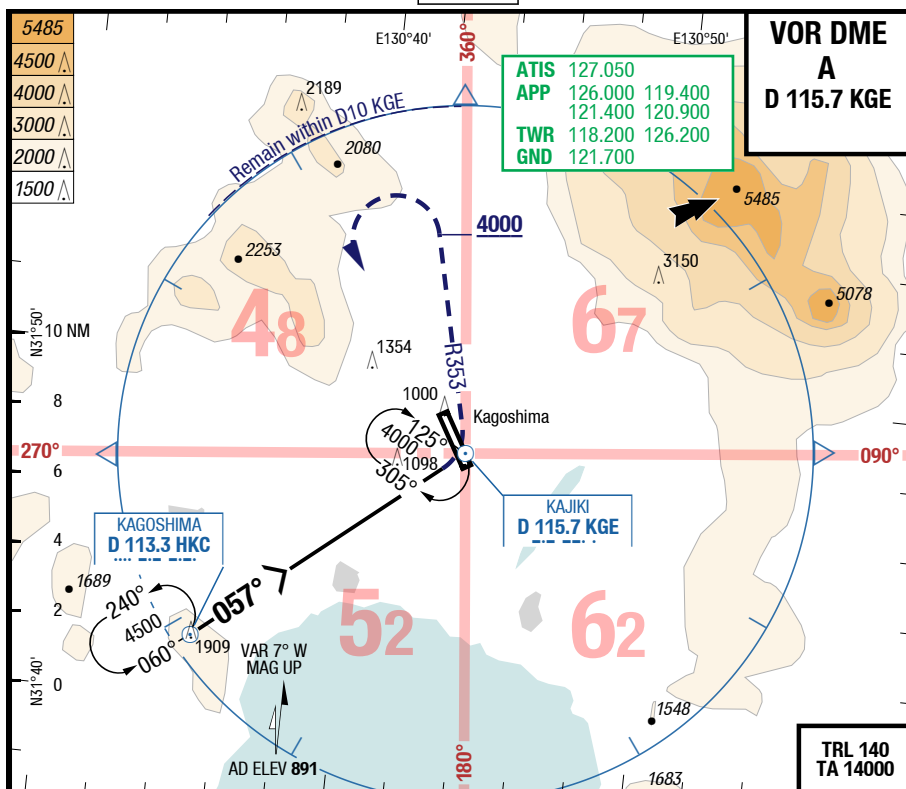 5485
4500
4000
3000
2000
1500
E130°40'
360°
E130°50'
VOR DME
A
D 115.7 KGE
ATIS 127.050
APP 126.000 119.400
121.400 120.900
TWR 118.200 126.200
GND 121.700
2189
2080
Remain within D10 KGE
4000
5485
2253
3150
5078
48
67
N31°50'
10 NM
1354
R353
8
1000
Kagoshima
125°
4000
270°
090°
6
1098
305°
KAGOSHIMA
D 113.3 HKC
KAJIKI
D 115.7 KGE
4
1689
057°
240°
4500
060°
2
52
62
1909
VAR 7° W
MAG UP
N31°40'
0
1548
180°
AD ELEV 891
TRL 140
TA 14000
1683